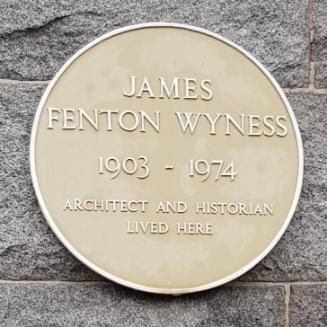 JAMES
FENTON WYNESS
1903 - 1974
ARCHITECT AND HISTORIAN
LIVED HERE